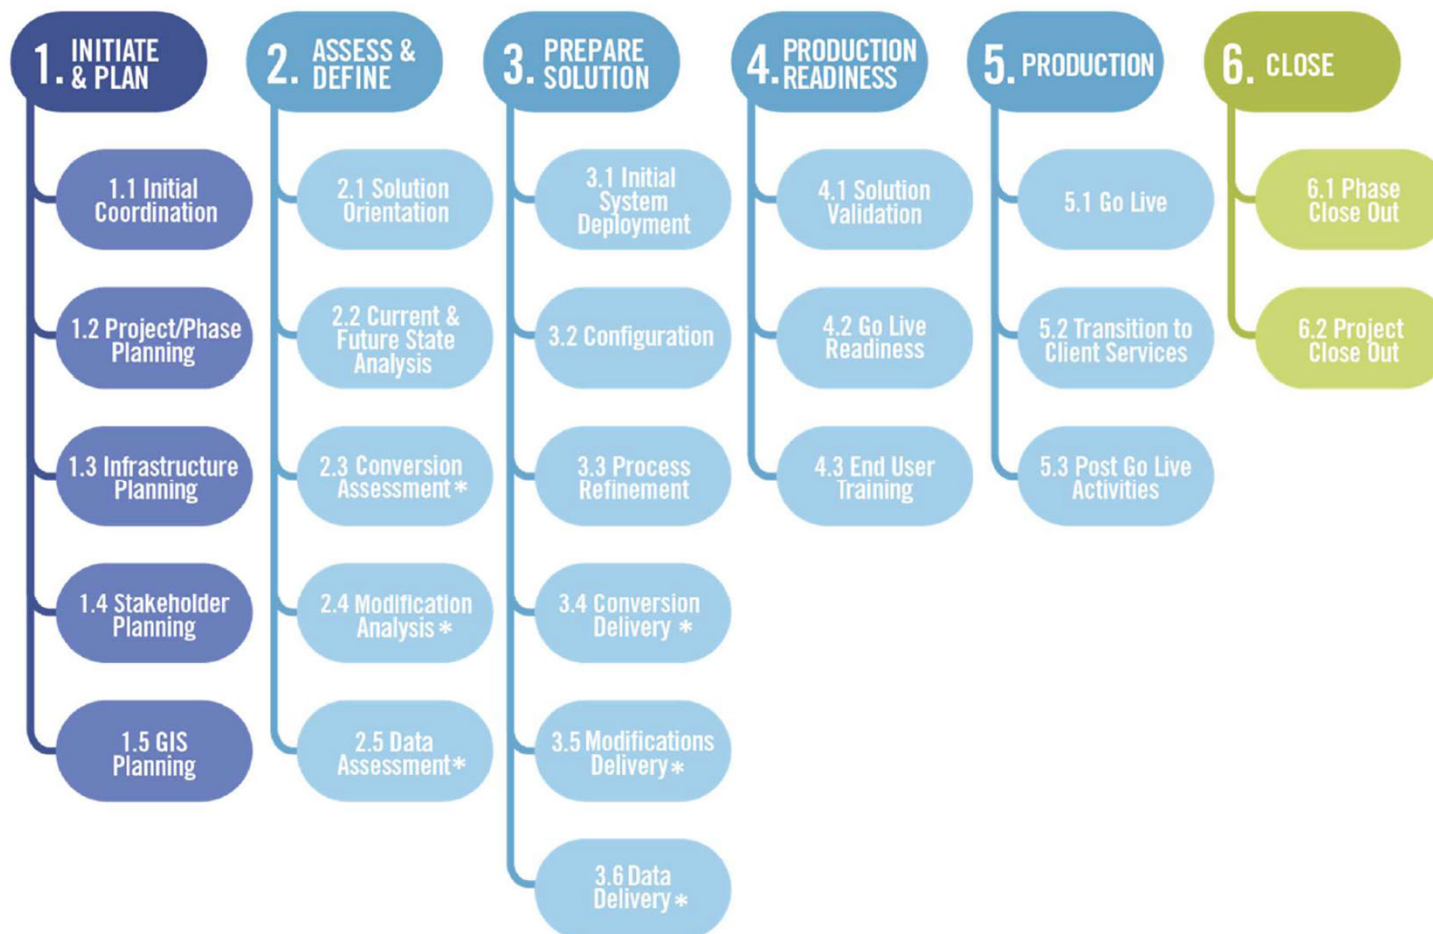 1. INITIATE
& PLAN
1.1 Initial
Coordination
1.2 Project/Phase
Planning
1.3 Infrastructure
Planning
1.4 Stakeholder
Planning
1.5 GIS
Planning
2. ASSESS &
DEFINE
2.1 Solution
Orientation
2.2 Current &
Future State
Analysis
2.3 Conversion
Assessment*
2.4 Modification
Analysis*
2.5 Data
Assessment*
3. PREPARE
SOLUTION
3.1 Initial
System
Deployment
3.2 Configuration
3.3 Process
Refinement
3.4 Conversion
Delivery *
3.5 Modifications
Delivery*
3.6 Data
Delivery*
4. PRODUCTION
READINESS
4.1 Solution
Validation
4.2 Go Live
Readiness
4.3 End User
Training
5. PRODUCTION
5.1 Go Live
5.2 Transition to
Client Services
5.3 Post Go Live
Activities
6. CLOSE
6.1 Phase
Close Out
6.2 Project
Close Out